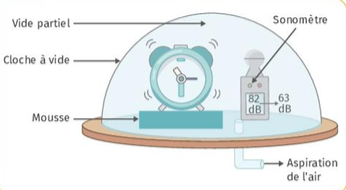 Vide partiel
Sonomètre
Cloche à vide
82 dB
63 dB
Mousse
Aspiration
de l'air